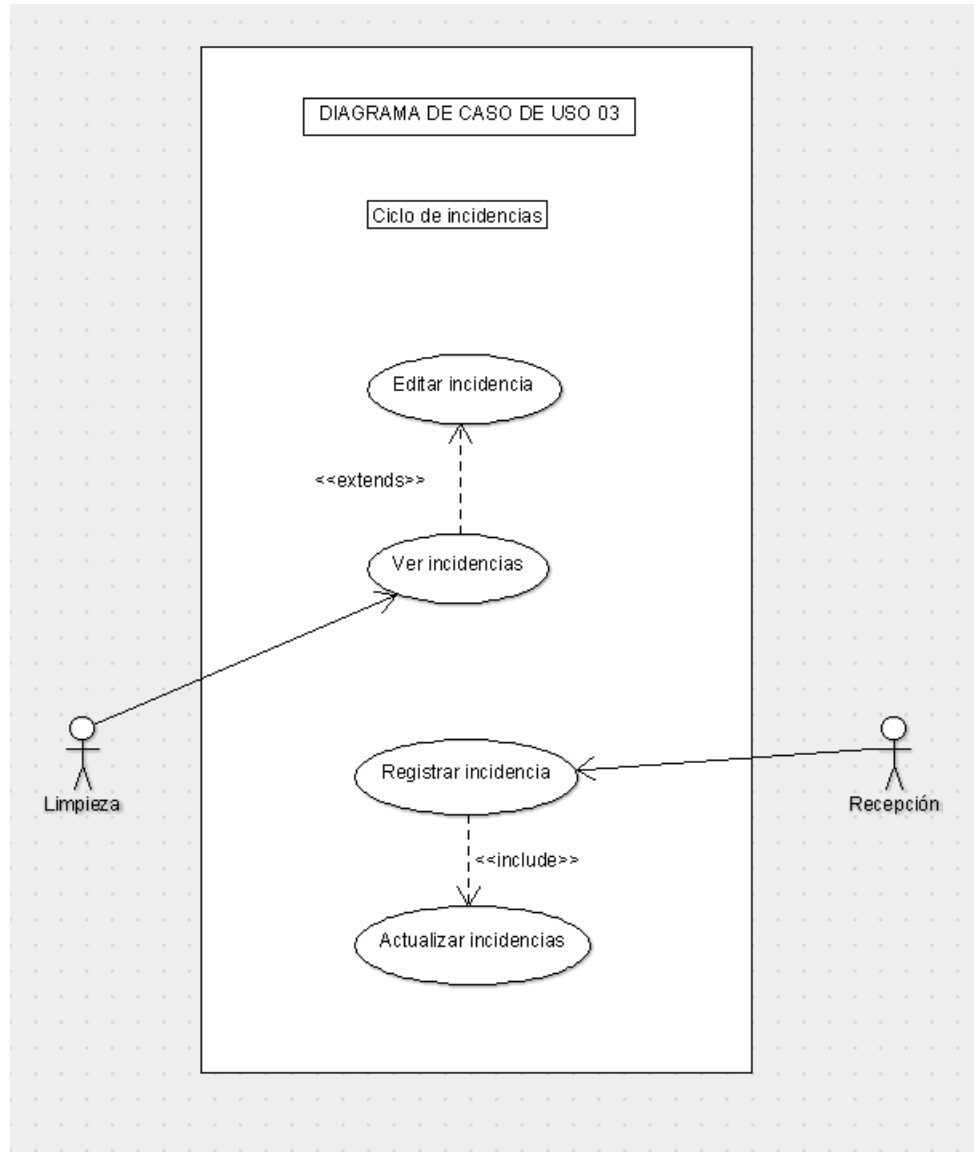 DIAGRAMA DE CASO DE USO 03
Ciclo de incidencias
Editar incidencia
<<extends>>
Ver incidencias
Limpieza
Registrar incidencia
Recepción
<<include>>
Actualizar incidencias